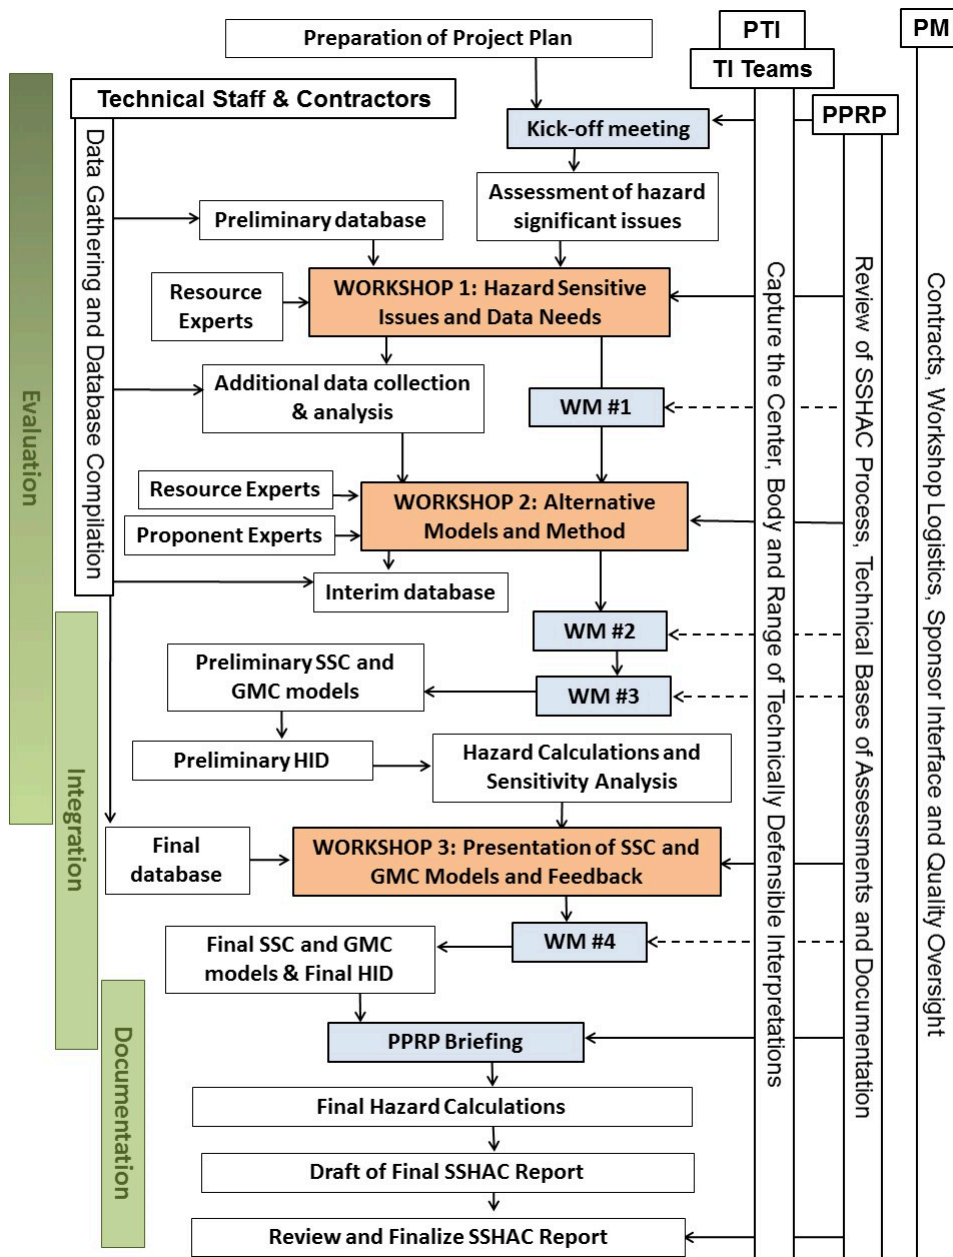 Preparation of Project Plan
PTI
PM
TI Teams
Technical Staff & Contractors
PPRP
Kick-off meeting
Assessment of hazard
significant issues
Preliminary database
Data Gathering and Database Compilation
Resource
Experts
WORKSHOP 1: Hazard Sensitive
Issues and Data Needs
Additional data collection
& analysis
WM #1
Evaluation
Resource Experts
Proponent Experts
WORKSHOP 2: Alternative
Models and Method
Interim database
WM #2
Preliminary SSC and
GMC models
WM #3
Preliminary HID
Hazard Calculations and
Sensitivity Analysis
Integration
Final
database
WORKSHOP 3: Presentation of SSC and
GMC Models and Feedback
Final SSC and GMC
models & Final HID
WM #4
Documentation
PPRP Briefing
Final Hazard Calculations
Draft of Final SSHAC Report
Review and Finalize SSHAC Report
Capture the Center, Body and Range of Technically Defensible Interpretations
Review of SSHAC Process, Technical Bases of Assessments and Documentation
Contracts, Workshop Logistics, Sponsor Interface and Quality Oversight